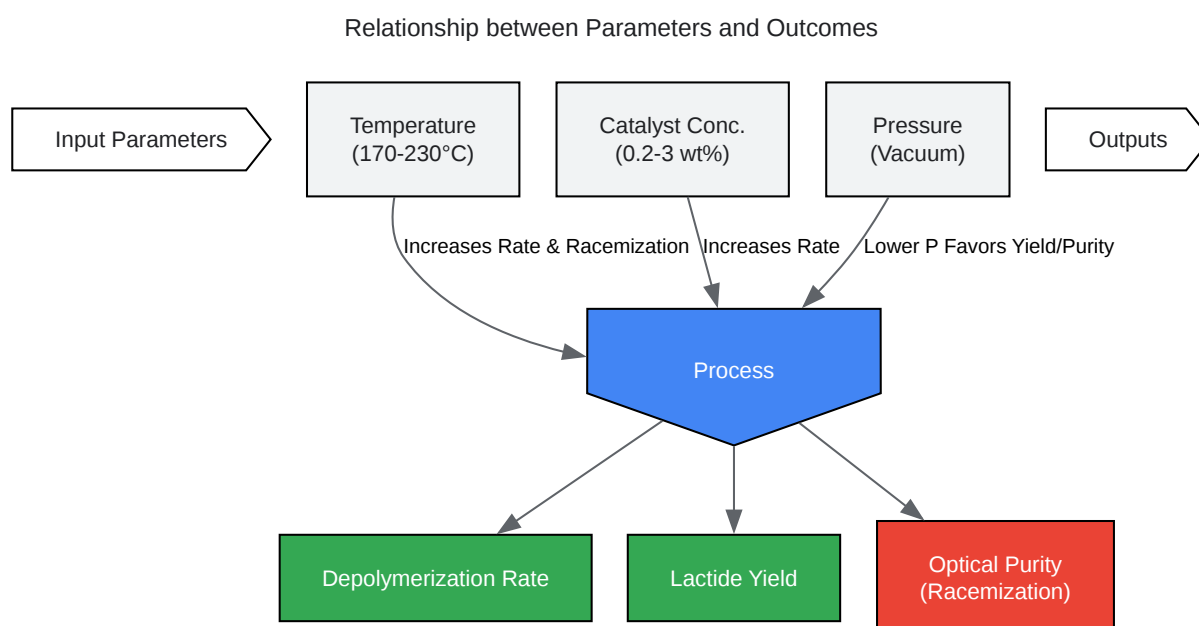 Relationship between Parameters and Outcomes
Input Parameters
Temperature
(170-230°C)
Catalyst Conc.
(0.2-3 wt%)
Pressure
(Vacuum)
Outputs
Increases Rate & Racemization
Increases Rate
Lower P Favors Yield/Purity
Process
Depolymerization Rate
Lactide Yield
Optical Purity
(Racemization)